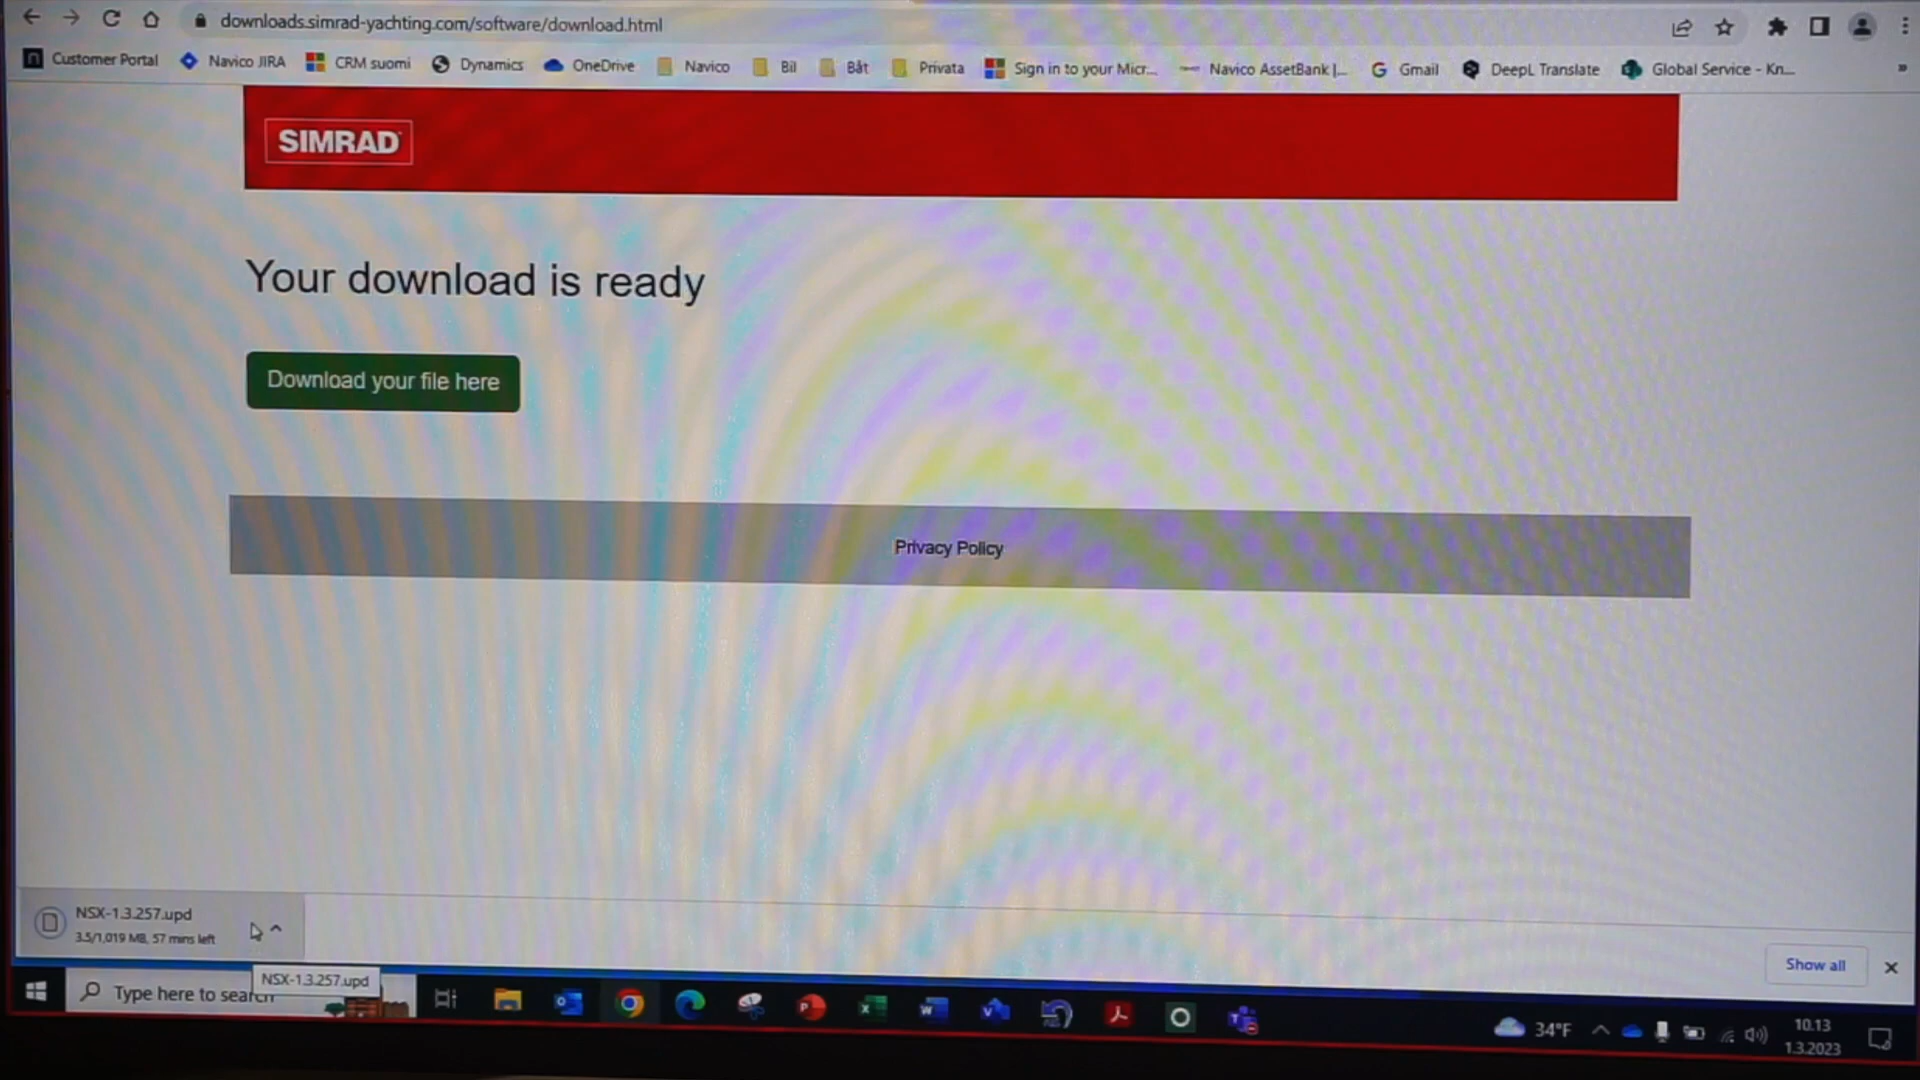 downloads.simrad-yachting.com/software/download.html
Customer Portal Navico JIRA CRM suomi Dynamics OneDrive Navico Bil Båt Privata Sign in to your Micr... Navico AssetBank |... Gmail DeepL Translate Global Service - Kn... »
SIMRAD
Your download is ready
Download your file here
Privacy Policy
NSX-1.3.257.upd
3.5/1,019 MB, 57 mins left
Show all
NSX-1.3.257.upd
Type here to search
34°F
10.13
1.3.2023